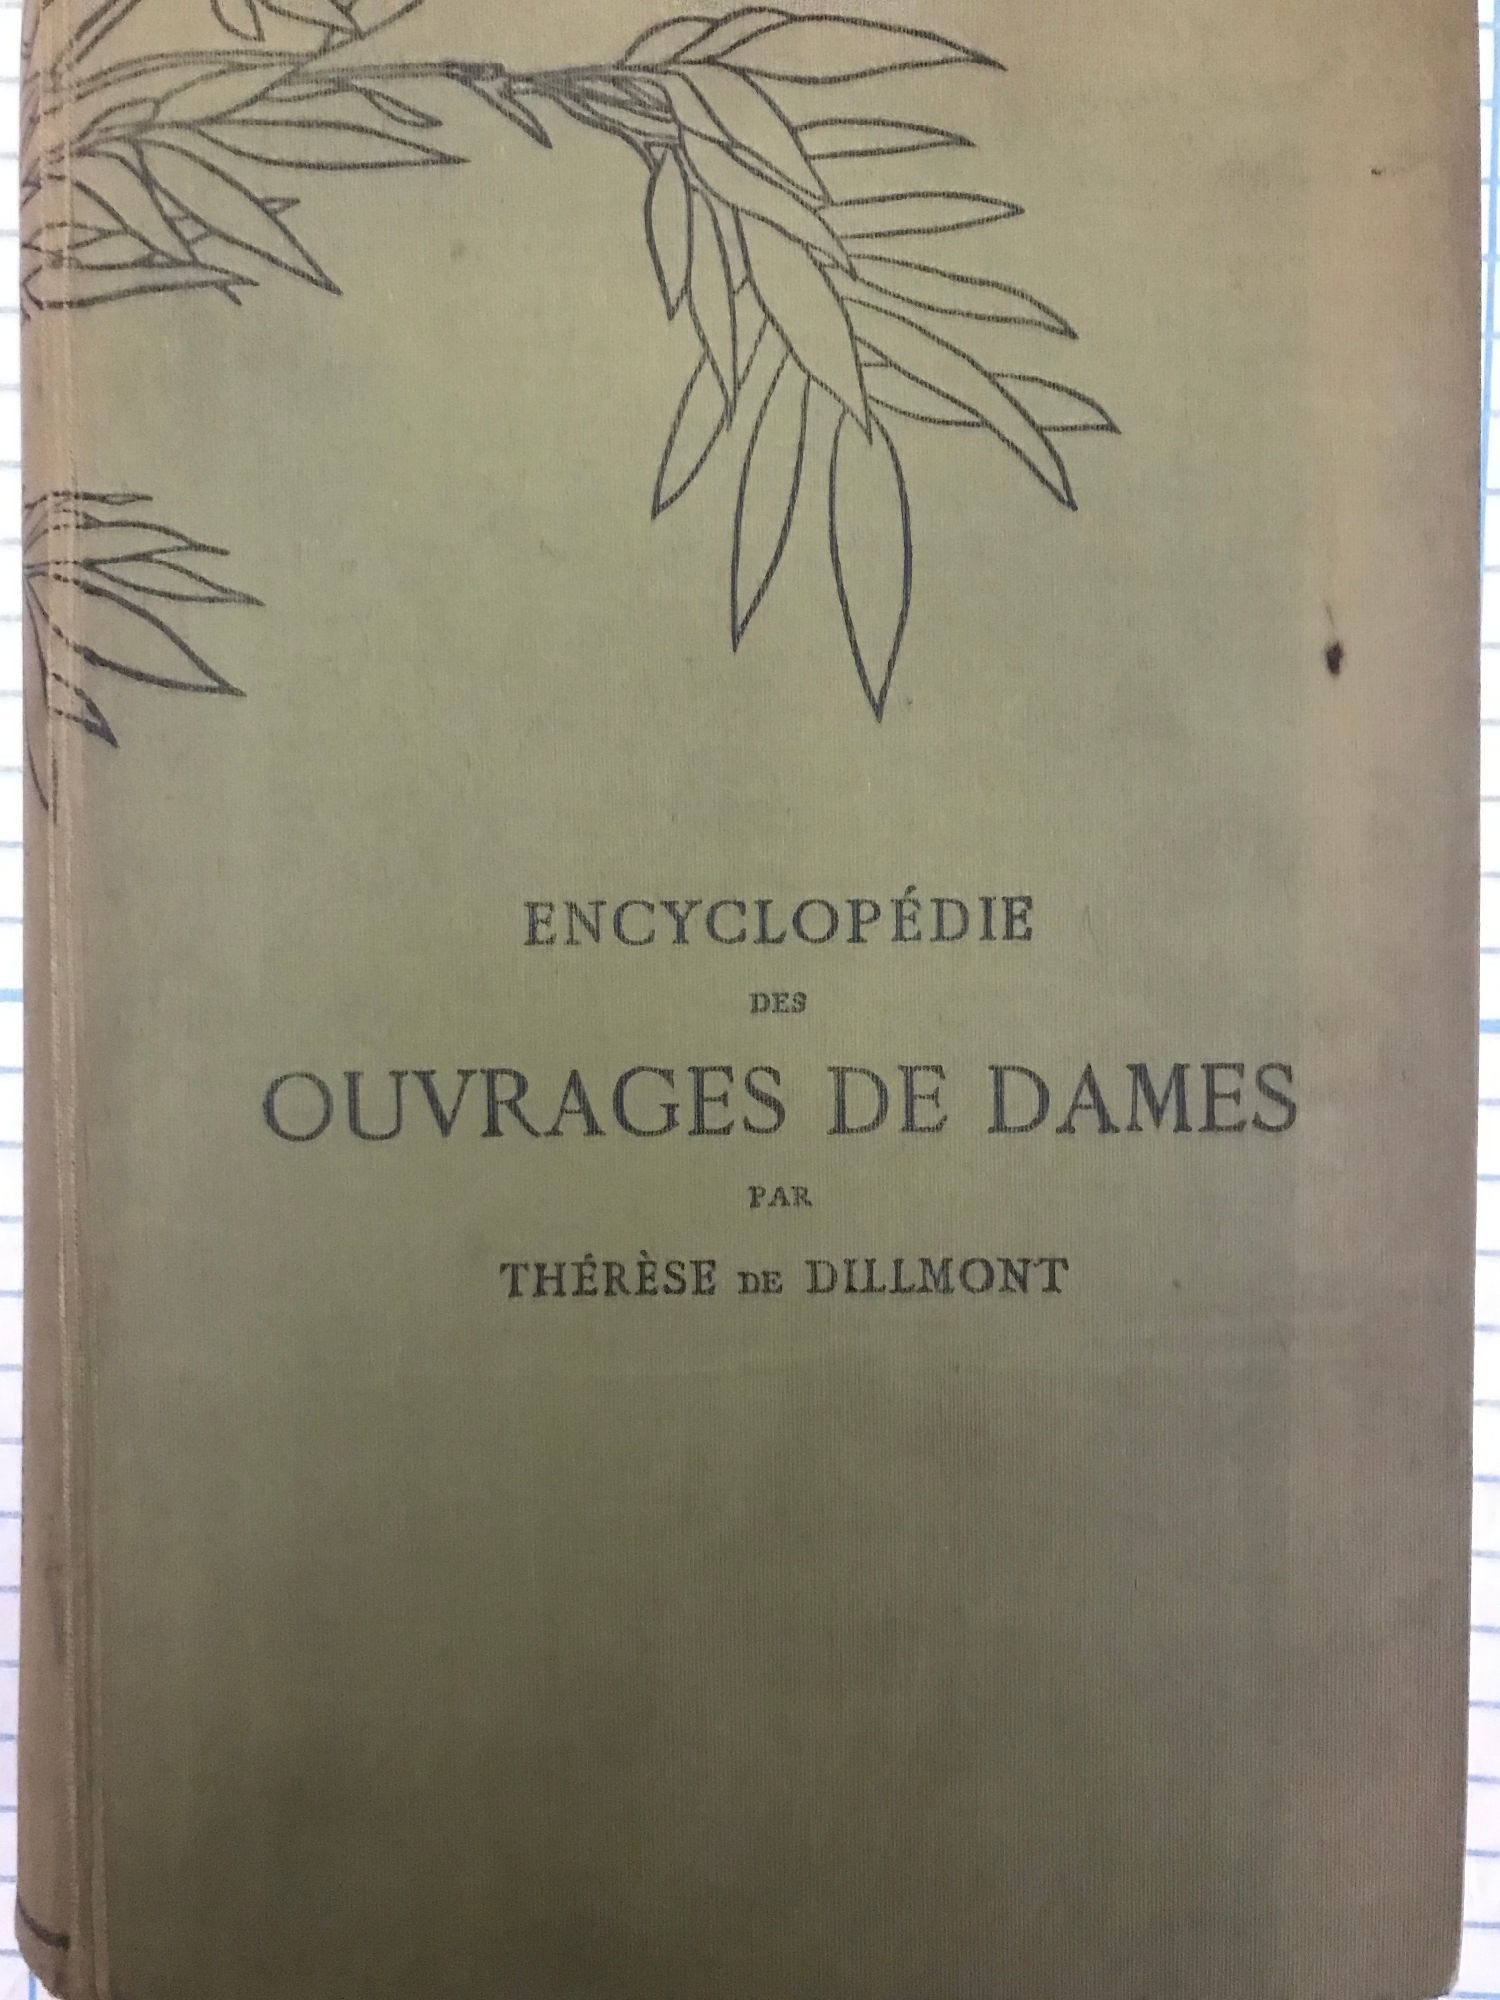 ENCYCLOPÉDIE
DES
OUVRAGES DE DAMES
PAR
THÉRÈSE DE DILLMONT